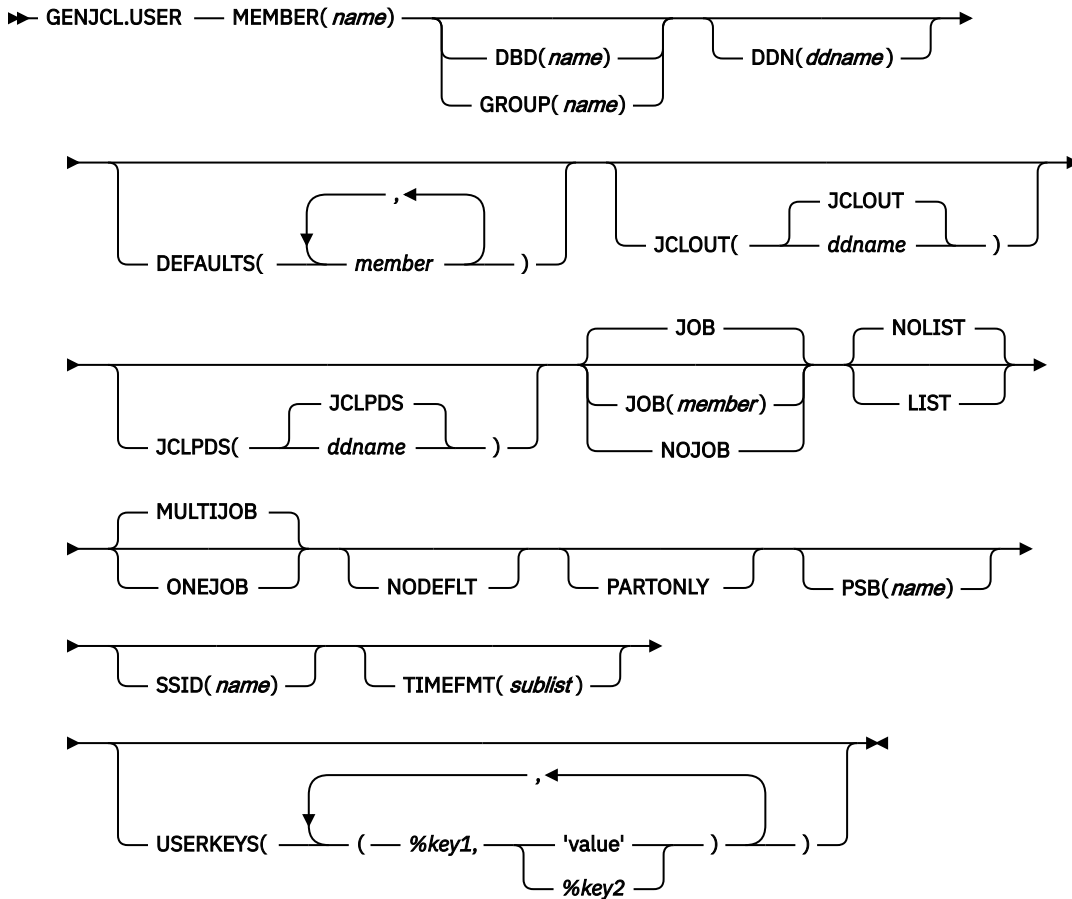 GENJCL.USER MEMBER( name)
DBD(name)
GROUP( name)
DDN( ddname)
DEFAULTS( member )
,
JCLOUT( ddname )
JCLOUT
JCLPDS( ddname )
JCLPDS
JOB
JOB( member)
NOJOB
NOLIST
LIST
MULTIJOB
ONEJOB
NODEFLT
PARTONLY
PSB( name)
SSID( name)
TIMEFMT( sublist )
USERKEYS( ( %key1, 'value' ) )
,
%key2